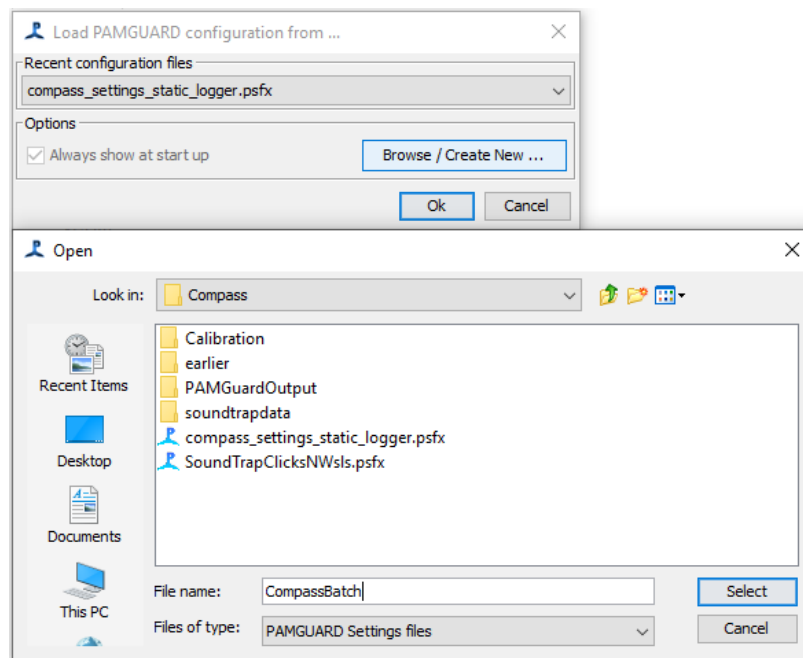 Load PAMGUARD configuration from ...
Recent configuration files
compass_settings_static_logger.psfx
Options
Always show at start up
Browse / Create New ...
Ok
Cancel
Open
Look in:
Compass
Recent Items
Desktop
Documents
This PC
Calibration
earlier
PAMGuardOutput
soundtrapdata
compass_settings_static_logger.psfx
SoundTrapClicksNWsls.psfx
File name:
CompassBatch
Select
Files of type:
PAMGUARD Settings files
Cancel